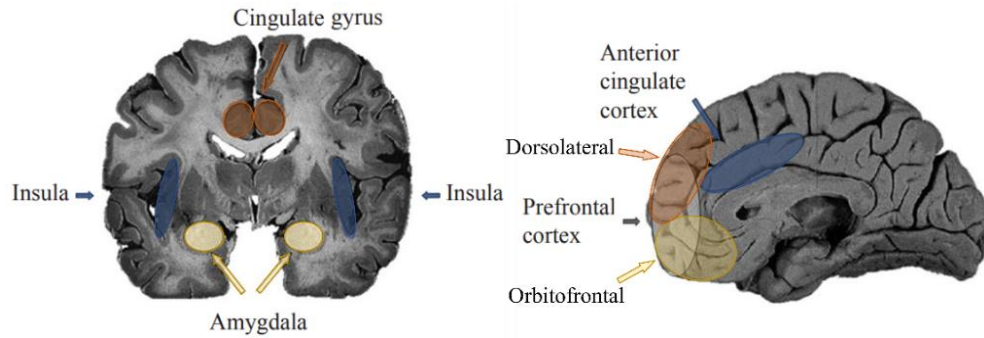 Cingulate gyrus
Insula
Insula
Amygdala
Anterior
cingulate
cortex
Dorsolateral
Prefrontal
cortex
Orbitofrontal